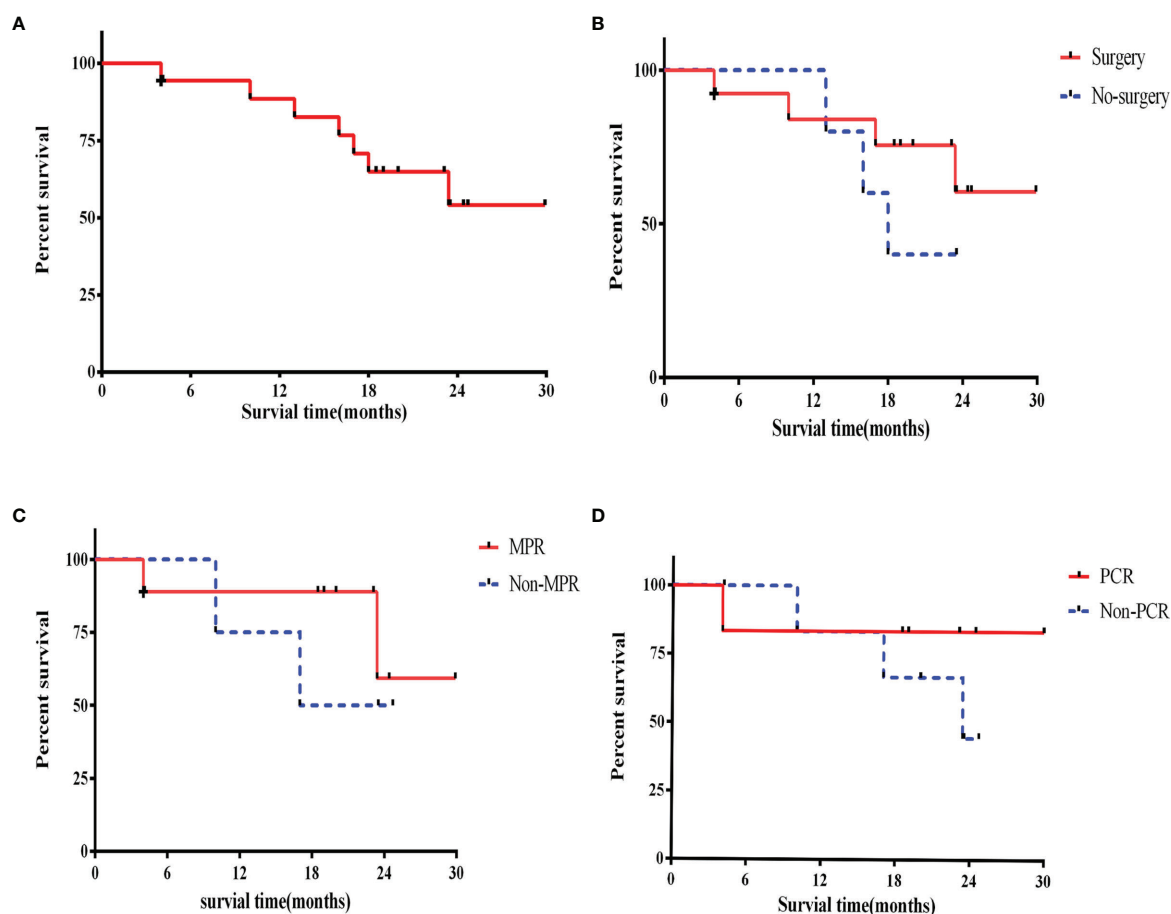 A
Percent survival
100
75
50
25
0
0 6 12 18 24 30
Survial time(months)
B
Percent survival
100
50
0
0 6 12 18 24 30
Survial time(months)
Surgery
No-surgery
C
Percent survival
100
75
50
25
0
0 6 12 18 24 30
survial time(months)
MPR
Non-MPR
D
Percent survival
100
75
50
25
0
0 6 12 18 24 30
Survial time(months)
PCR
Non-PCR